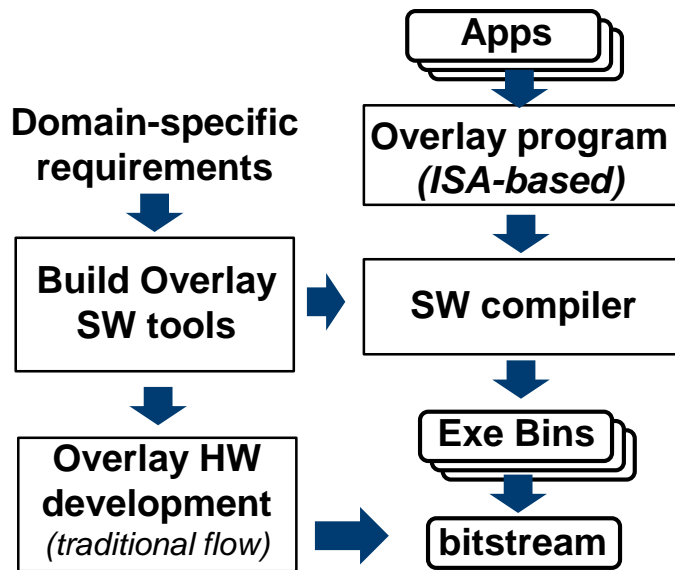 Apps
Domain-specific
requirements
Overlay program
(ISA-based)
Build Overlay
SW tools
SW compiler
Exe Bins
Overlay HW
development
(traditional flow)
bitstream